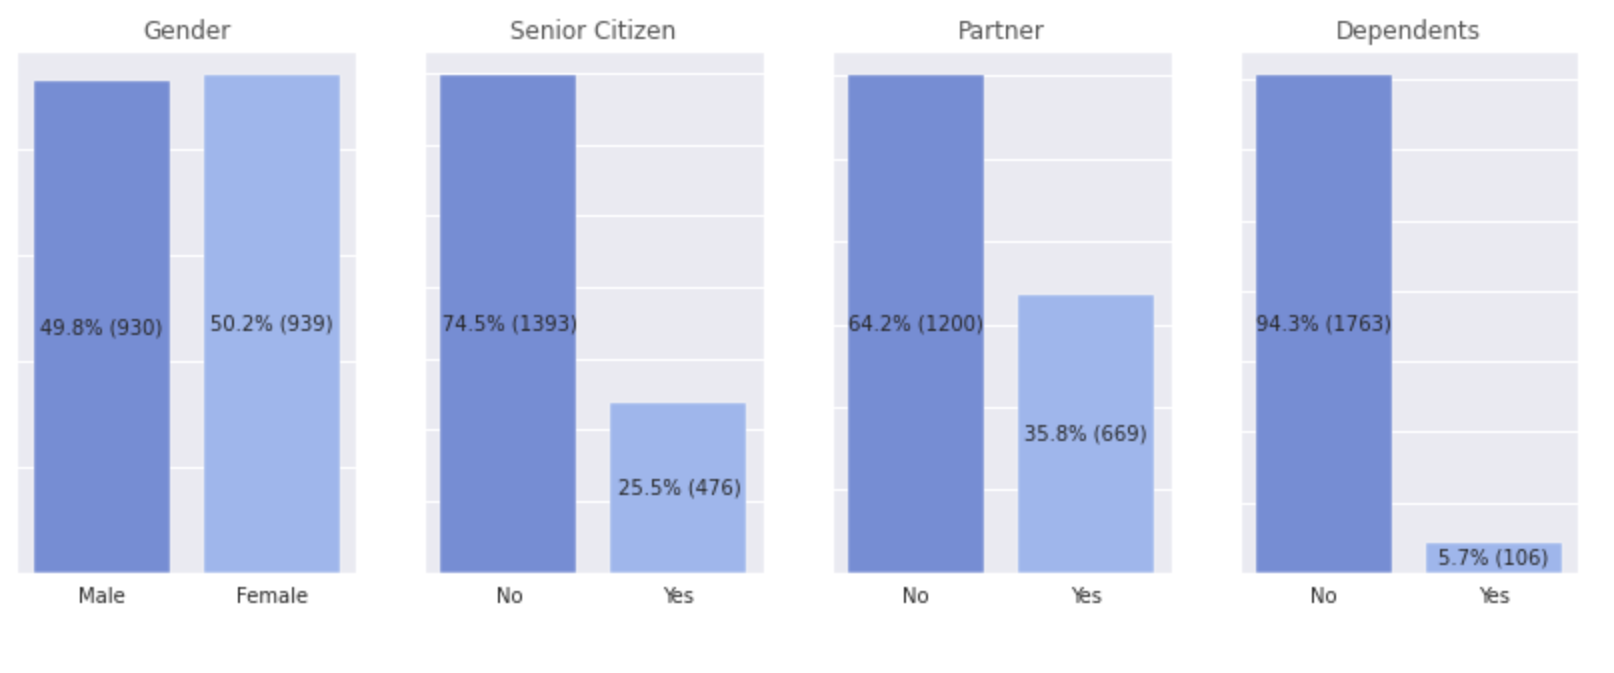 Gender
49.8% (930)
50.2% (939)
Male
Female
Senior Citizen
74.5% (1393)
25.5% (476)
No
Yes
Partner
64.2% (1200)
35.8% (669)
No
Yes
Dependents
94.3% (1763)
5.7% (106)
No
Yes